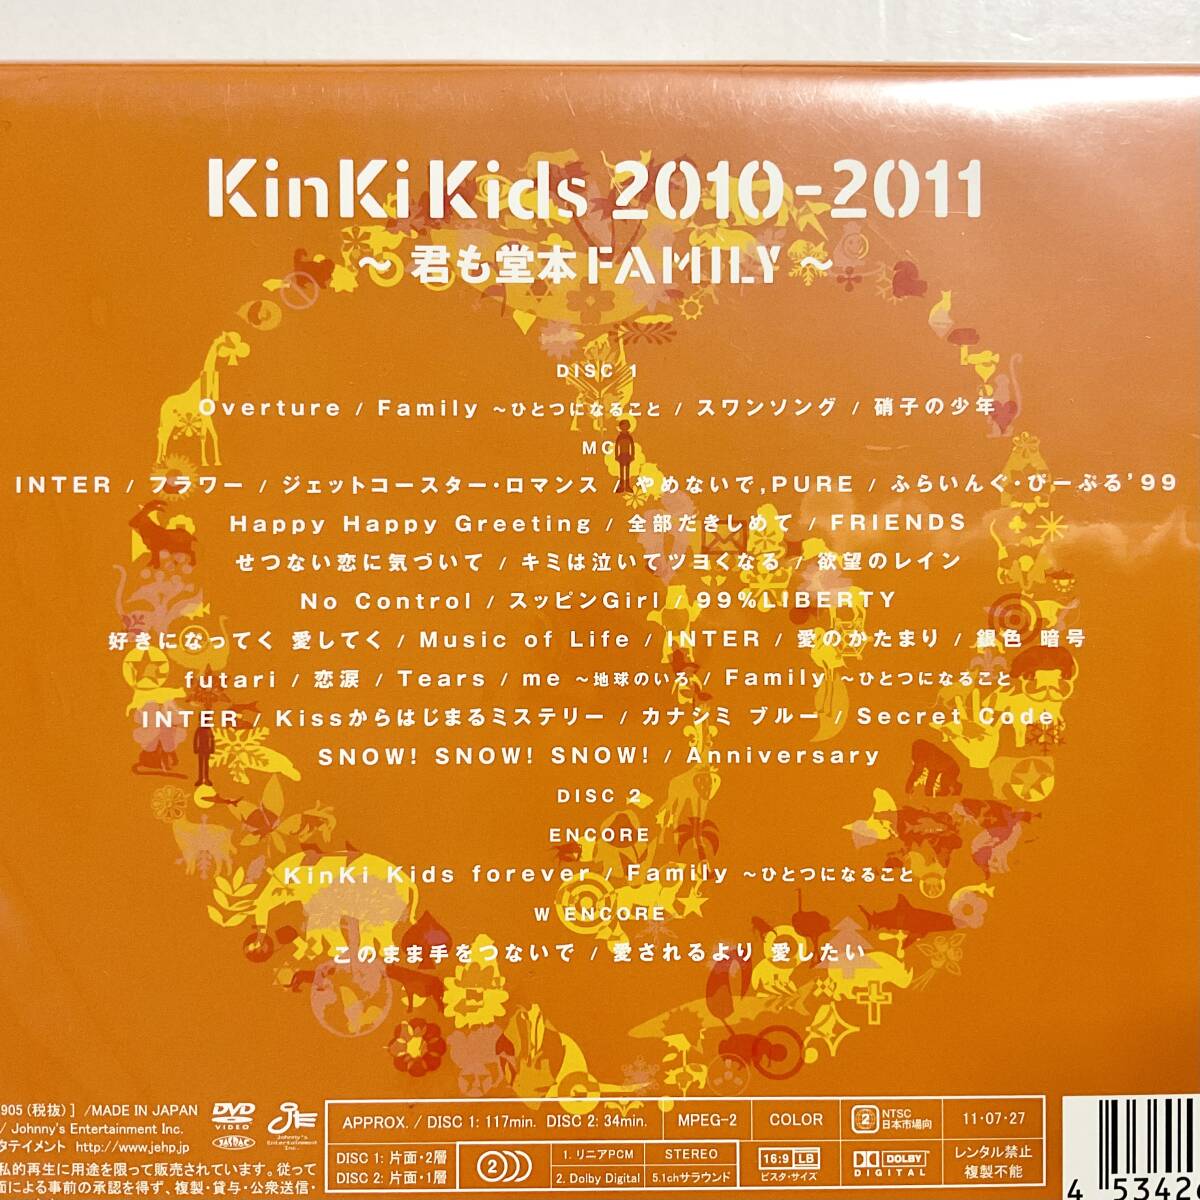 KinKi Kids 2010-2011
～ 君も堂本FAMILY ～
DISC 1
Overture / Family ～ひとつになること / スワンソング / 硝子の少年
MC
INTER / フラワー / ジェットコースター・ロマンス / やめないで,PURE / ふらいんぐ・ぴーぷる'99
Happy Happy Greeting / 全部だきしめて / FRIENDS
せつない恋に気づいて / キミは泣いてツヨくなる / 欲望のレイン
No Control / スッピンGirl / 99%LIBERTY
好きになってく 愛してく / Music of Life / INTER / 愛のかたまり / 銀色 暗号
futari / 恋涙 / Tears / me ～地球のいろ / Family ～ひとつになること
INTER / Kissからはじまるミステリー / カナシミ ブルー / Secret Code
SNOW! SNOW! SNOW! / Anniversary
DISC 2
ENCORE
KinKi Kids forever / Family ～ひとつになること
W ENCORE
このまま手をつないで / 愛されるより 愛したい
905(税抜)] /MADE IN JAPAN
/ Johnny's Entertainment Inc.
タテイメント http://www.jehp.jp
私的再生に用途を限って販売されています。従って
面による事前の承認を得ず、複製・貸与・公衆送信・
DVD VIDEO
JASRAC
JE
Johnny's Entertainment Inc.
APPROX. / DISC 1: 117min. DISC 2: 34min.
MPEG-2
COLOR
2 NTSC 日本市場向
11・07・27
DISC 1: 片面・2層
DISC 2: 片面・1層
2
1. リニアPCM STEREO
2. Dolby Digital 5.1chサラウンド
16:9 LB
ビスタ・サイズ
DOLBY DIGITAL
レンタル禁止
複製不能
4 53426